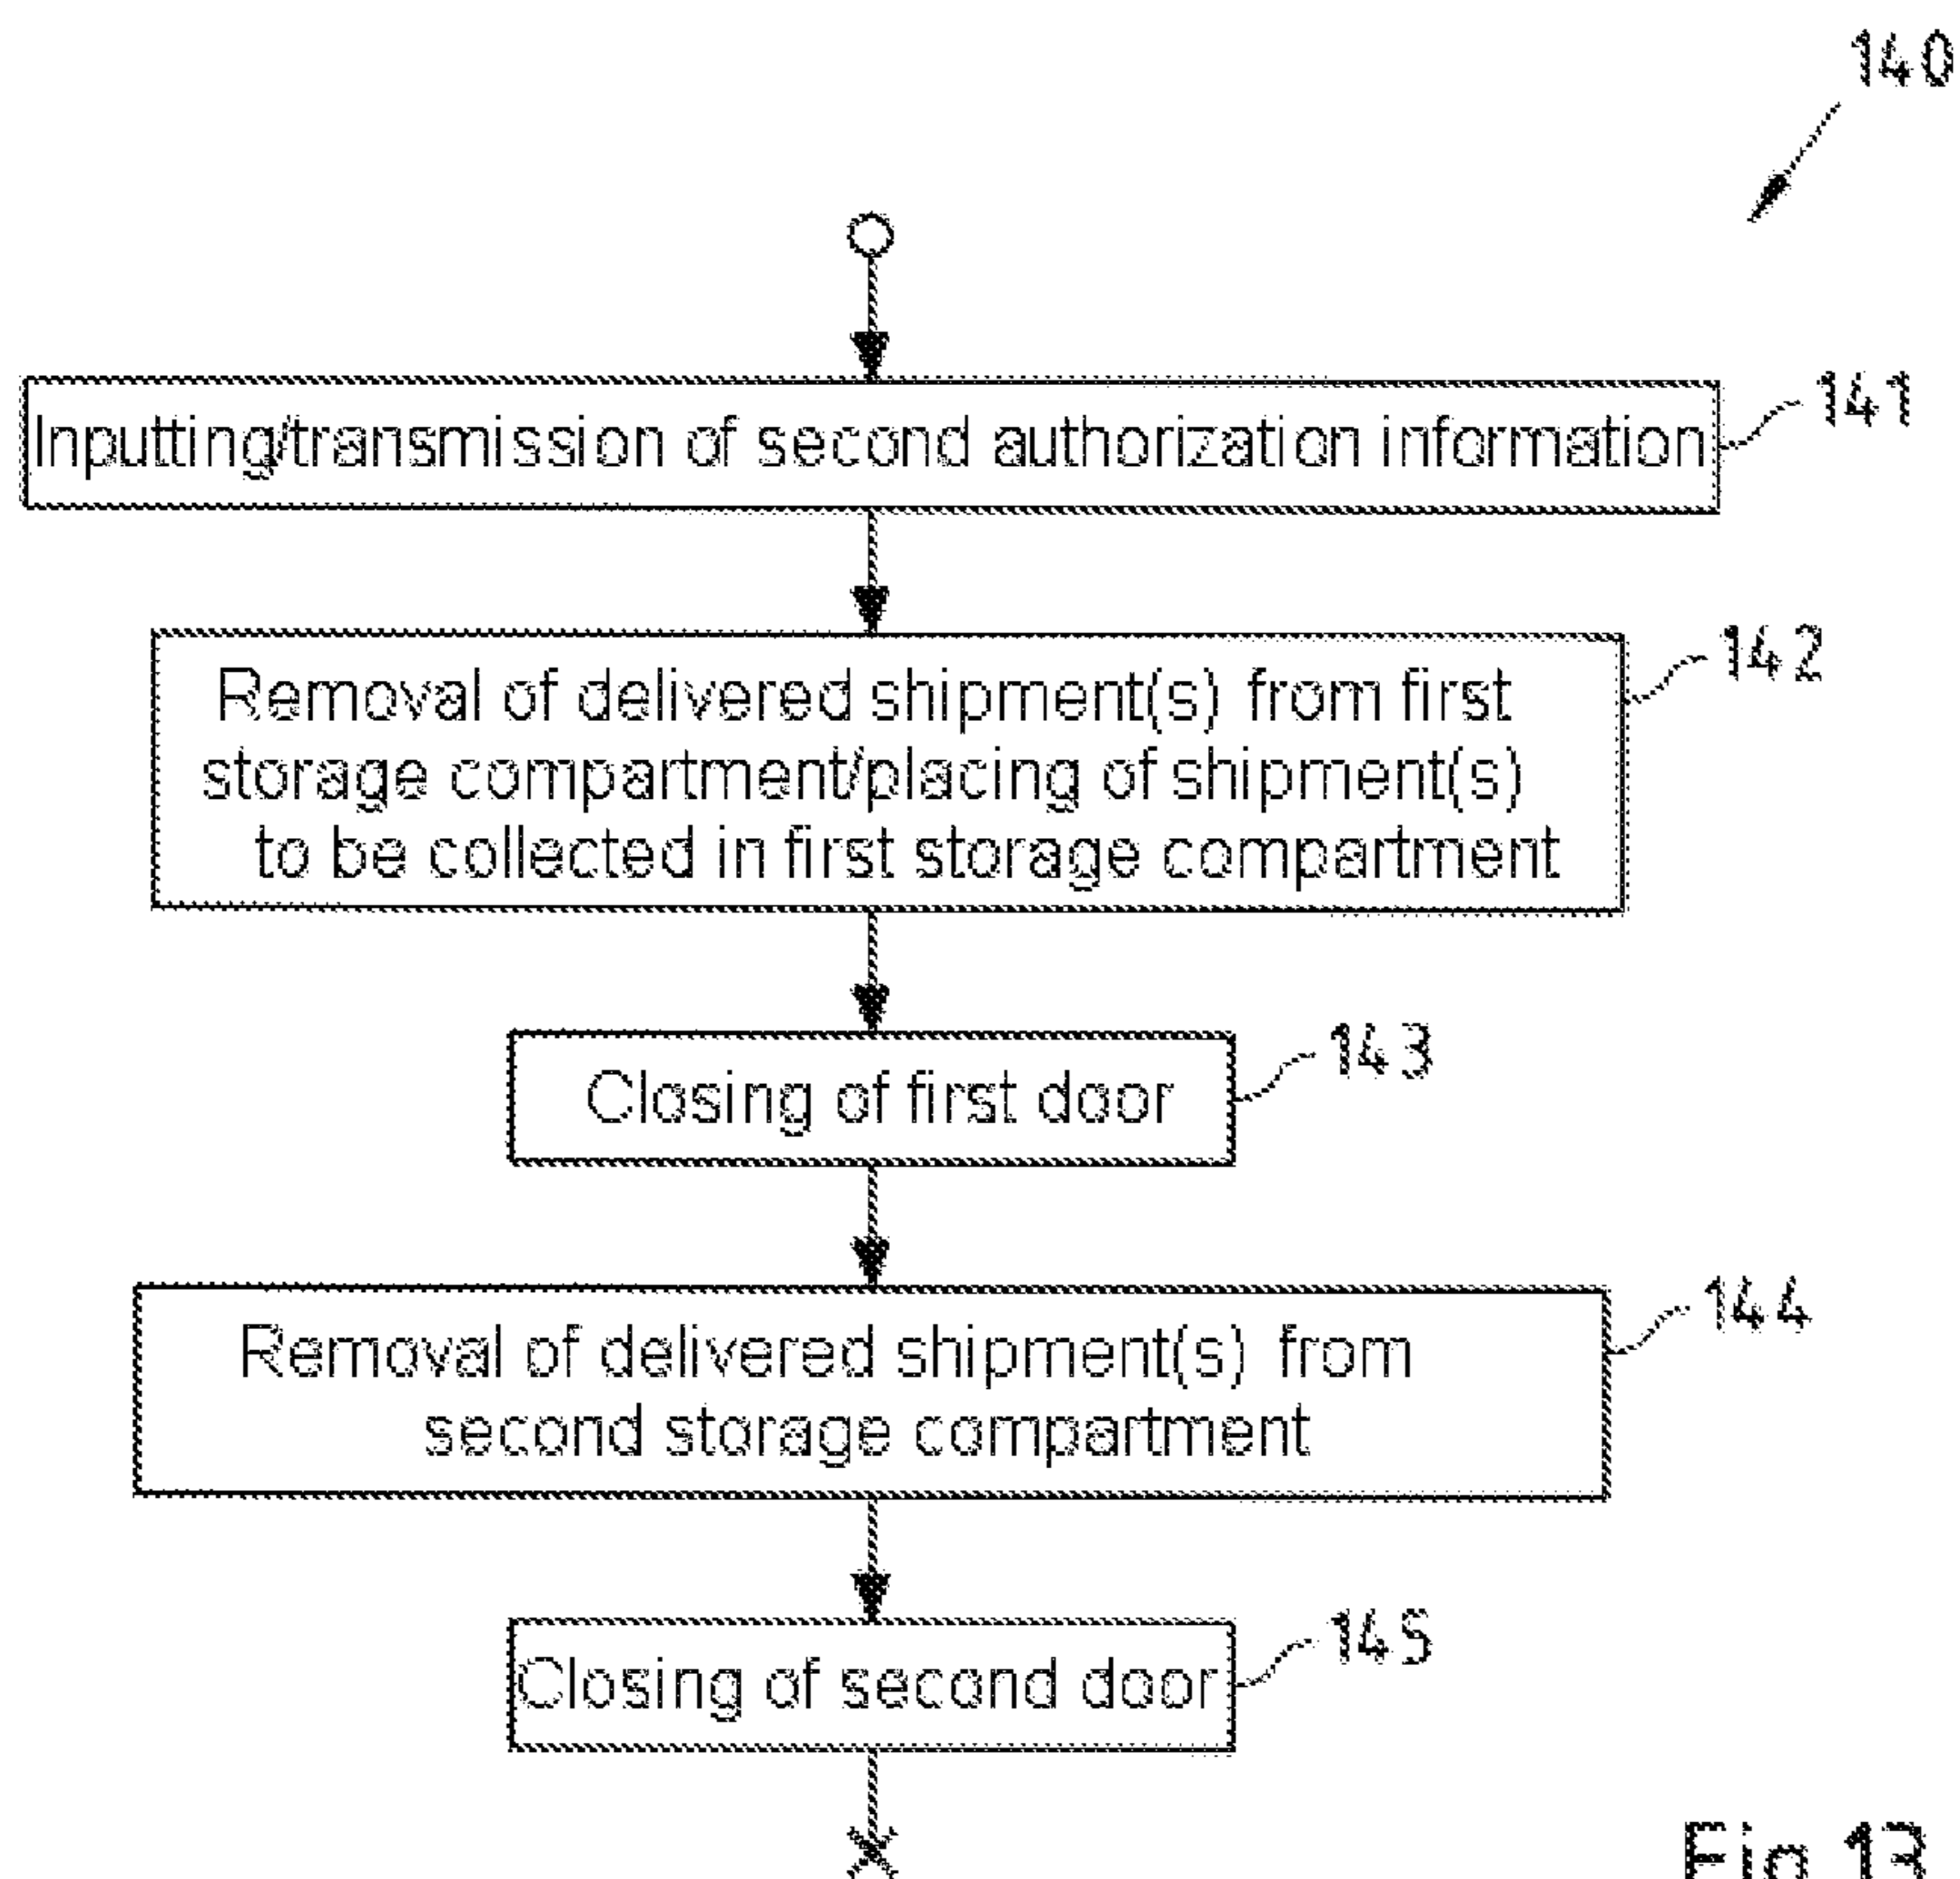 140
Inputting/transmission of second authorization information
141
Removal of delivered shipment(s) from first
storage compartment/placing of shipment(s)
to be collected in first storage compartment
142
Closing of first door
143
Removal of delivered shipment(s) from
second storage compartment
144
Closing of second door
145
Fig.13